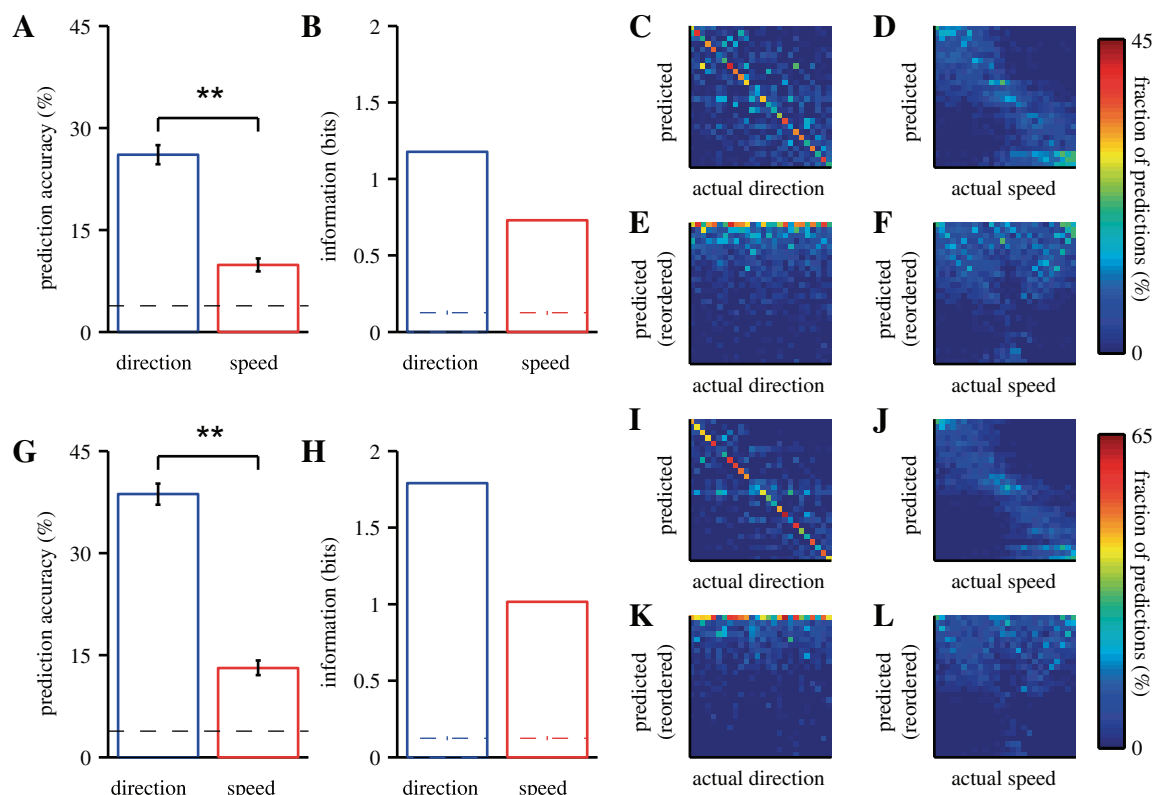 A
45
30
15
0
prediction accuracy (%)
**
direction
speed
B
2
1.5
1
0.5
0
information (bits)
direction
speed
C
predicted
actual direction
D
predicted
actual speed
E
predicted
(reordered)
actual direction
F
predicted
(reordered)
actual speed
45
fraction of predictions (%)
0
G
45
30
15
0
prediction accuracy (%)
**
direction
speed
H
2
1.5
1
0.5
0
information (bits)
direction
speed
I
predicted
actual direction
J
predicted
actual speed
K
predicted
(reordered)
actual direction
L
predicted
(reordered)
actual speed
65
fraction of predictions (%)
0